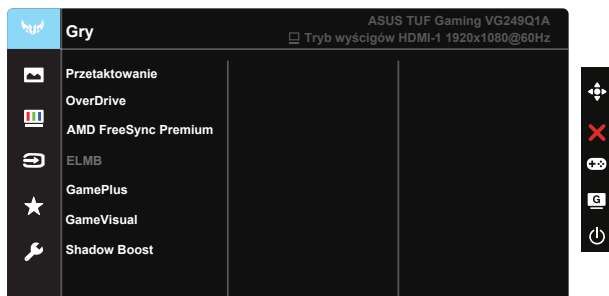 TUF
Gry
ASUS TUF Gaming VG249Q1A
Tryb wyścigów HDMI-1 1920x1080@60Hz
Przetaktowanie
OverDrive
AMD FreeSync Premium
ELMB
GamePlus
GameVisual
Shadow Boost
G